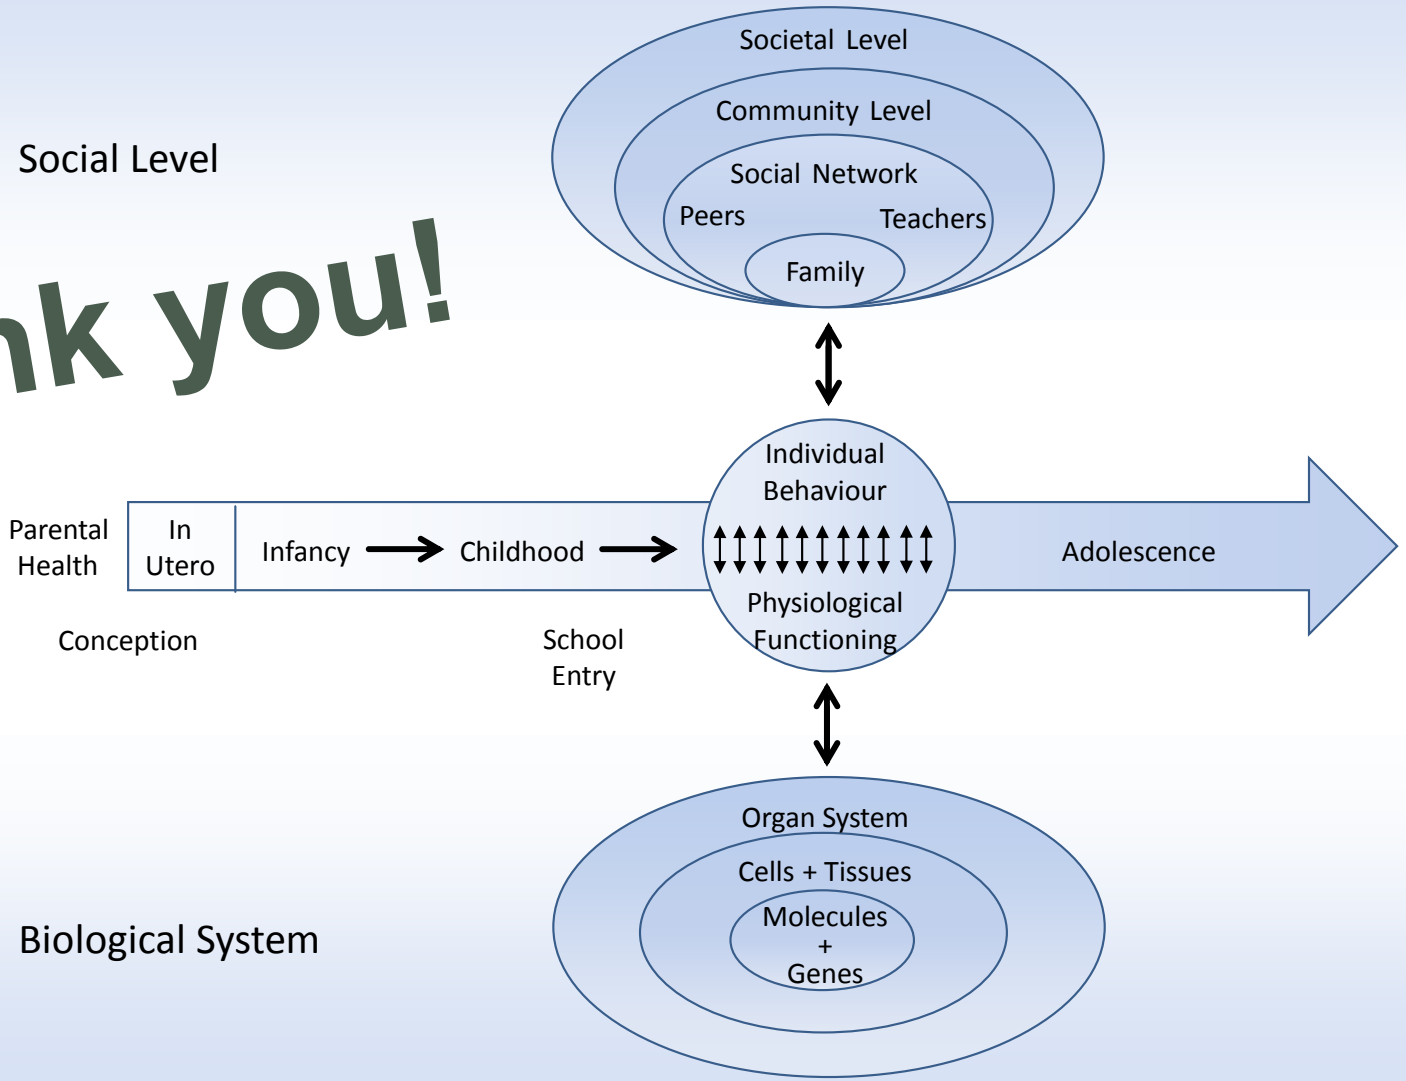 Societal Level
Community Level
Social Level
Social Network
Peers
Teachers
Family
nk you!
Individual
Behaviour
Parental
Health
In
Utero
Infancy
Childhood
Adolescence
Physiological
Functioning
Conception
School
Entry
Organ System
Cells + Tissues
Molecules
+
Genes
Biological System